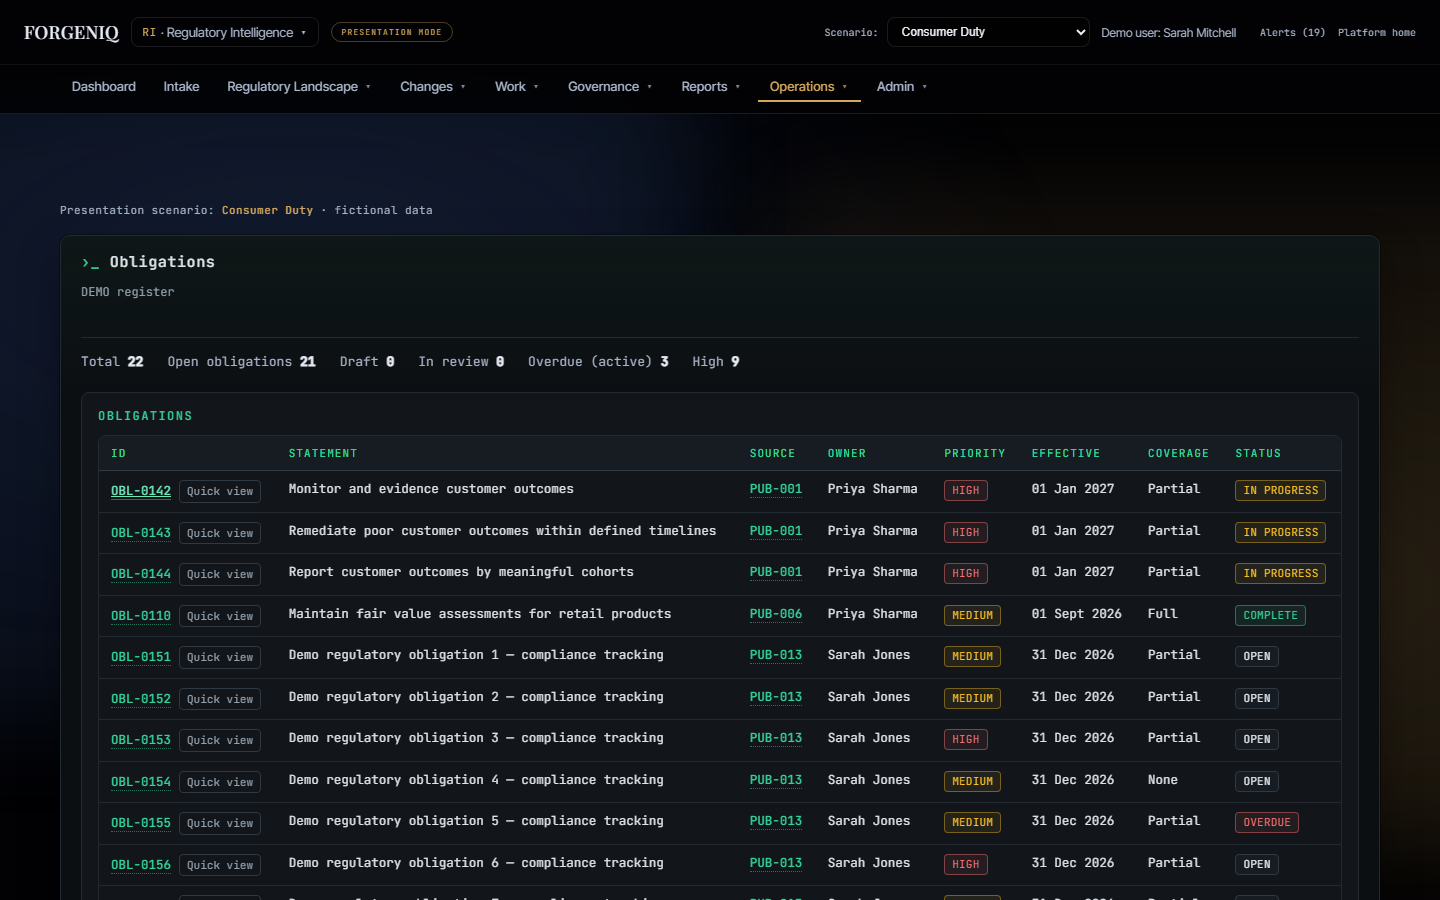 FORGENIQ RI · Regulatory Intelligence ▾ PRESENTATION MODE Scenario: Consumer Duty Demo user: Sarah Mitchell Alerts (19) Platform home
Dashboard Intake Regulatory Landscape ▾ Changes ▾ Work ▾ Governance ▾ Reports ▾ Operations ▾ Admin ▾
Presentation scenario: Consumer Duty · fictional data
›_ Obligations
DEMO register
Total 22 Open obligations 21 Draft 0 In review 0 Overdue (active) 3 High 9
OBLIGATIONS
ID STATEMENT SOURCE OWNER PRIORITY EFFECTIVE COVERAGE STATUS
OBL-0142 Quick view Monitor and evidence customer outcomes PUB-001 Priya Sharma HIGH 01 Jan 2027 Partial IN PROGRESS
OBL-0143 Quick view Remediate poor customer outcomes within defined timelines PUB-001 Priya Sharma HIGH 01 Jan 2027 Partial IN PROGRESS
OBL-0144 Quick view Report customer outcomes by meaningful cohorts PUB-001 Priya Sharma HIGH 01 Jan 2027 Partial IN PROGRESS
OBL-0110 Quick view Maintain fair value assessments for retail products PUB-006 Priya Sharma MEDIUM 01 Sept 2026 Full COMPLETE
OBL-0151 Quick view Demo regulatory obligation 1 — compliance tracking PUB-013 Sarah Jones MEDIUM 31 Dec 2026 Partial OPEN
OBL-0152 Quick view Demo regulatory obligation 2 — compliance tracking PUB-013 Sarah Jones MEDIUM 31 Dec 2026 Partial OPEN
OBL-0153 Quick view Demo regulatory obligation 3 — compliance tracking PUB-013 Sarah Jones HIGH 31 Dec 2026 Partial OPEN
OBL-0154 Quick view Demo regulatory obligation 4 — compliance tracking PUB-013 Sarah Jones MEDIUM 31 Dec 2026 None OPEN
OBL-0155 Quick view Demo regulatory obligation 5 — compliance tracking PUB-013 Sarah Jones MEDIUM 31 Dec 2026 Partial OVERDUE
OBL-0156 Quick view Demo regulatory obligation 6 — compliance tracking PUB-013 Sarah Jones HIGH 31 Dec 2026 Partial OPEN